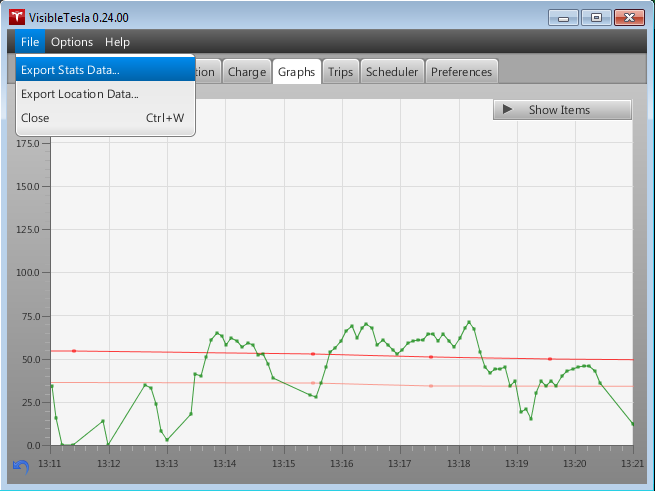 VisibleTesla 0.24.00
File Options Help
Export Stats Data...
Export Location Data...
Close Ctrl+W
Charge Graphs Trips Scheduler Preferences
Show Items
175.0
150.0
125.0
100.0
75.0
50.0
25.0
0.0
13:11 13:12 13:13 13:14 13:15 13:16 13:17 13:18 13:19 13:20 13:21